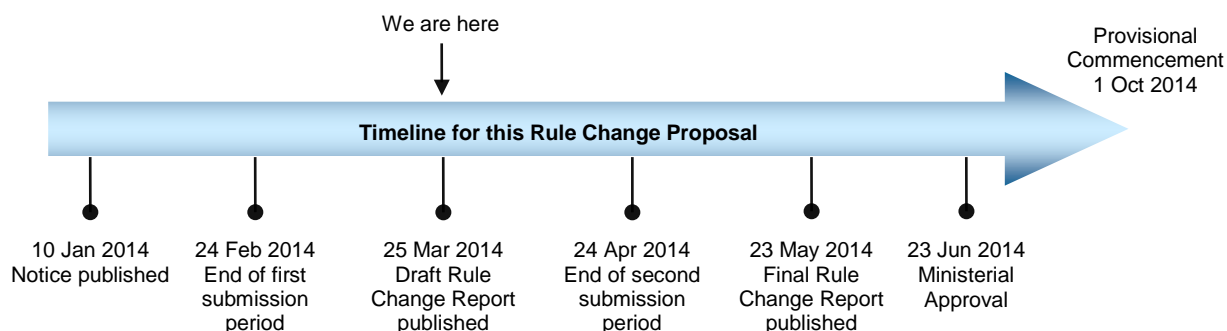 We are here
Provisional
Commencement
1 Oct 2014
Timeline for this Rule Change Proposal
10 Jan 2014
Notice published
24 Feb 2014
End of first
submission
period
25 Mar 2014
Draft Rule
Change Report
published
24 Apr 2014
End of second
submission
period
23 May 2014
Final Rule
Change Report
published
23 Jun 2014
Ministerial
Approval